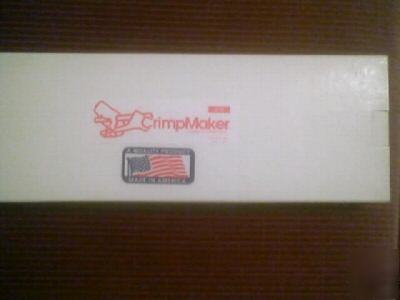 CrimpMaker
A QUALITY PRODUCT
MADE IN AMERICA